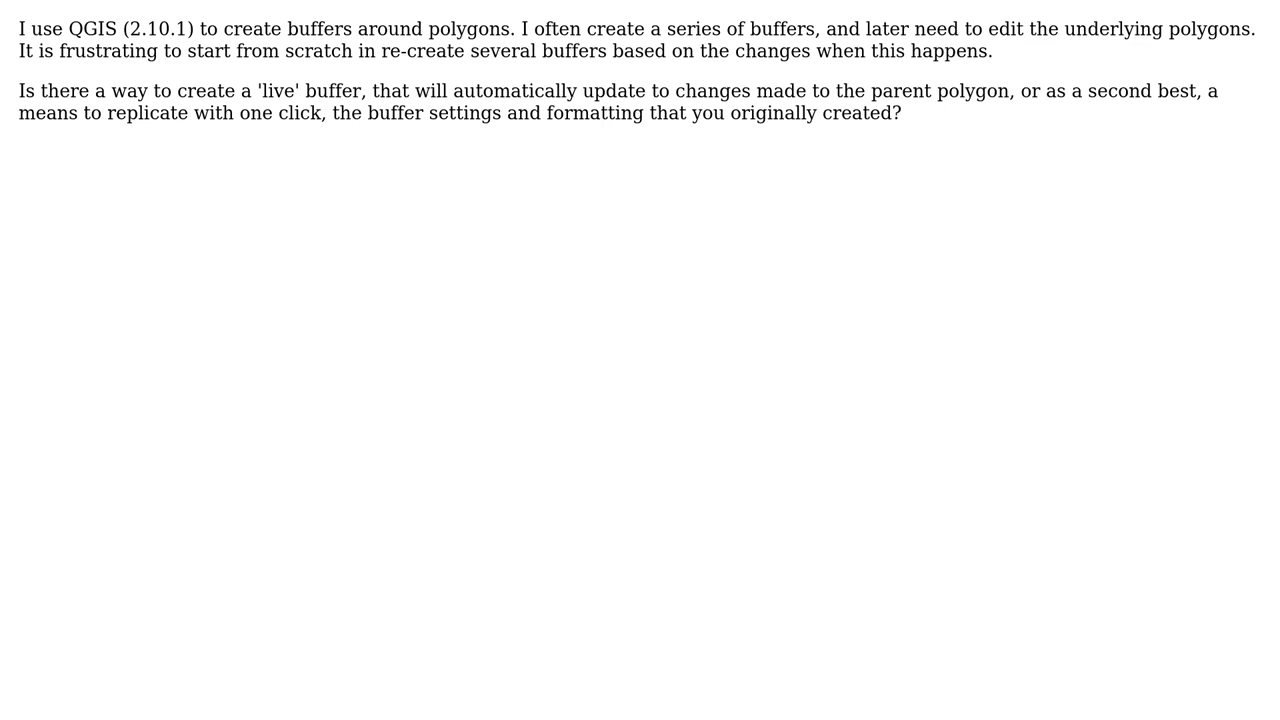 I use QGIS (2.10.1) to create buffers around polygons. I often create a series of buffers, and later need to edit the underlying polygons.
It is frustrating to start from scratch in re-create several buffers based on the changes when this happens.
Is there a way to create a 'live' buffer, that will automatically update to changes made to the parent polygon, or as a second best, a
means to replicate with one click, the buffer settings and formatting that you originally created?